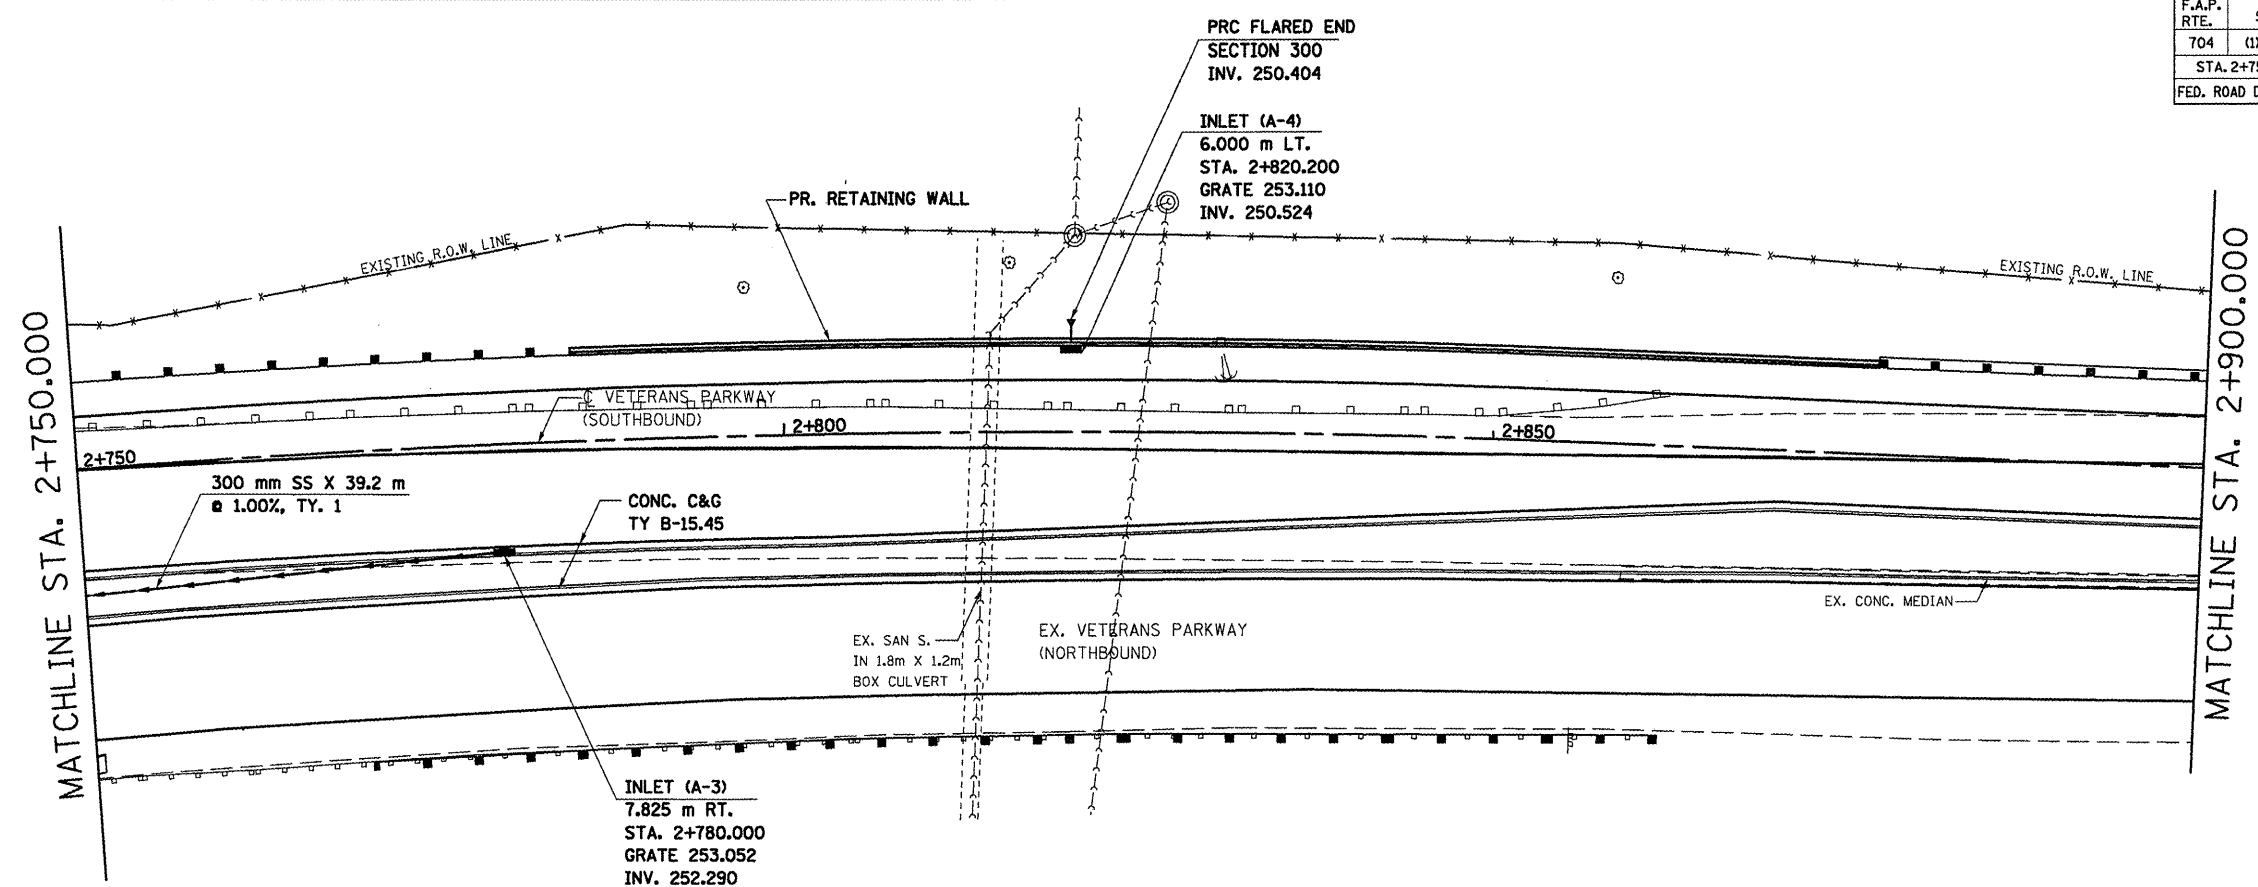 F.A.P.
RTE.
704
STA. 2+75
FED. ROAD D
PRC FLARED END
SECTION 300
INV. 250.404
INLET (A-4)
6.000 m LT.
STA. 2+820.200
GRATE 253.110
INV. 250.524
PR. RETAINING WALL
EXISTING R.O.W. LINE
EXISTING R.O.W. LINE
MATCHLINE STA. 2+750.000
MATCHLINE STA. 2+900.000
℄ VETERANS PARKWAY
(SOUTHBOUND)
2+800
2+850
2+750
300 mm SS X 39.2 m
@ 1.00%, TY. 1
CONC. C&G
TY B-15.45
EX. CONC. MEDIAN
EX. SAN S.
IN 1.8m X 1.2m
BOX CULVERT
EX. VETERANS PARKWAY
(NORTHBOUND)
INLET (A-3)
7.825 m RT.
STA. 2+780.000
GRATE 253.052
INV. 252.290